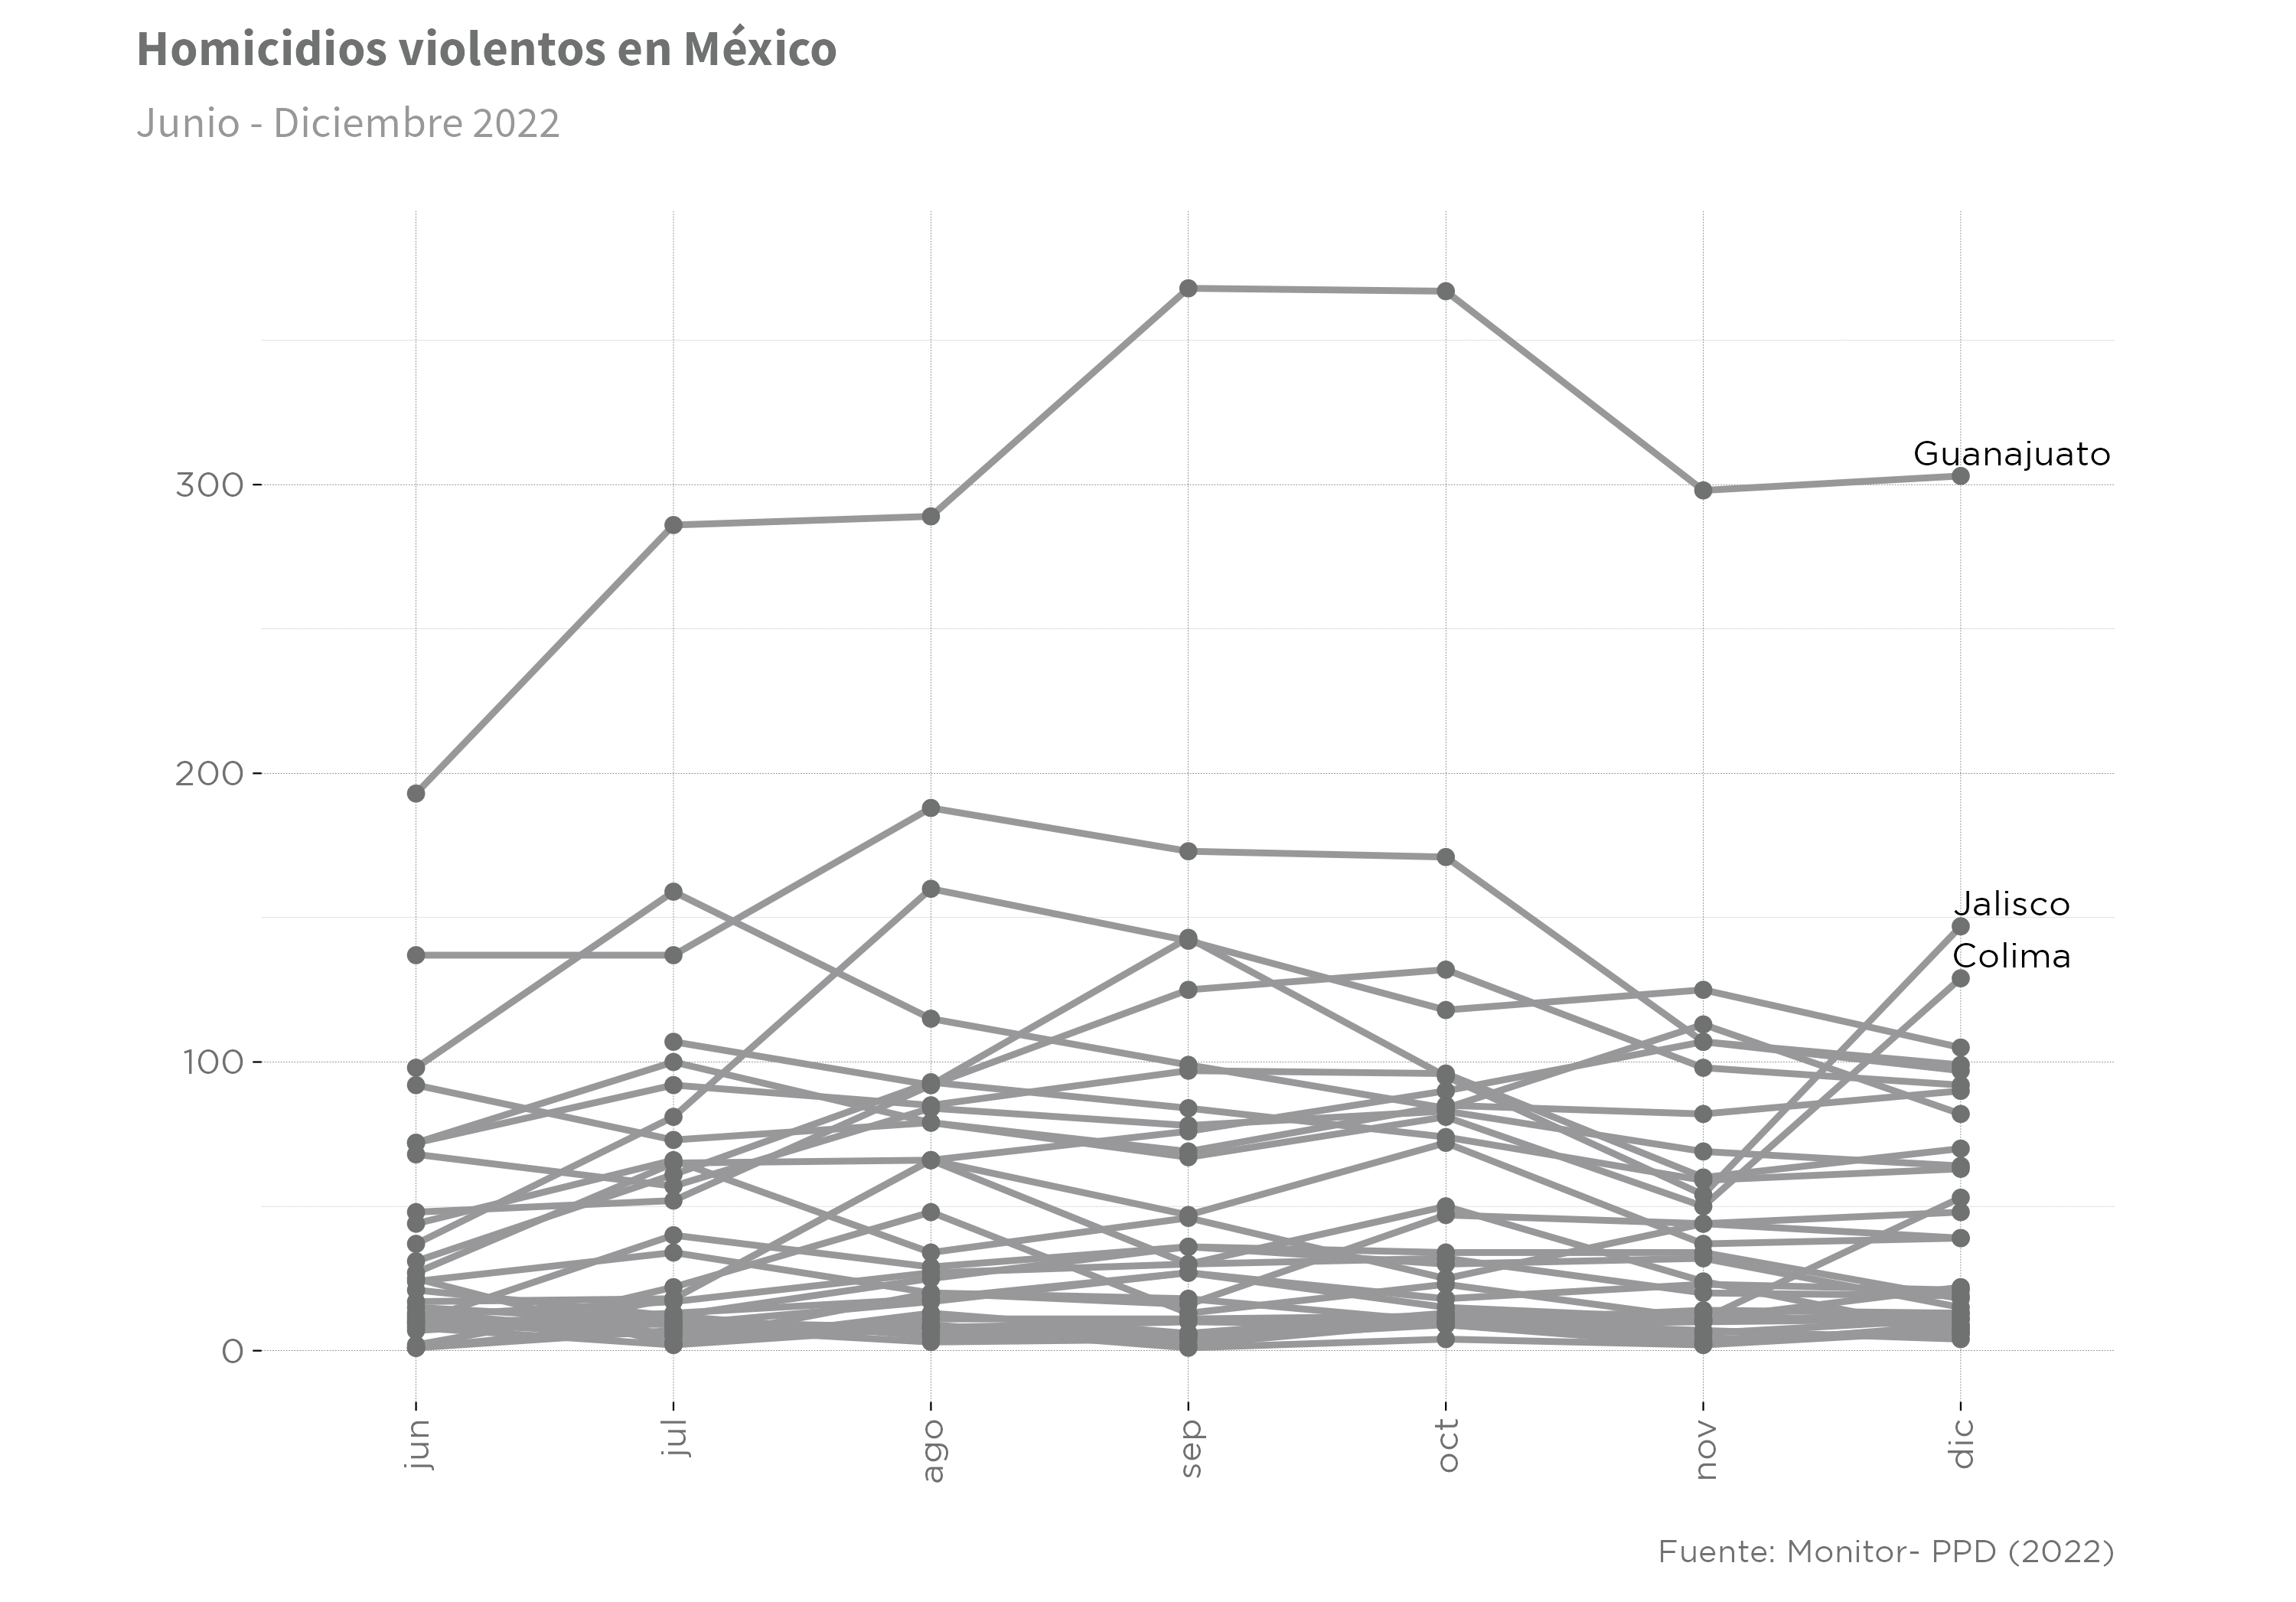 Homicidios violentos en México
Junio - Diciembre 2022
300
200
100
0
Guanajuato
Jalisco
Colima
jun
jul
ago
sep
oct
nov
dic
Fuente: Monitor- PPD (2022)